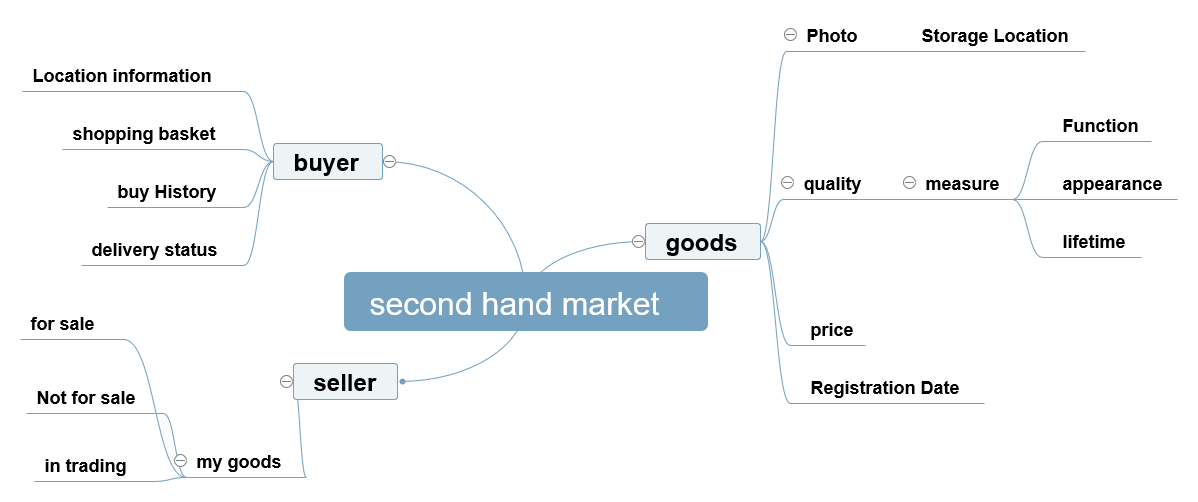 Photo
Storage Location
Location information
shopping basket
buyer
buy History
delivery status
Function
quality
measure
appearance
goods
lifetime
second hand market
for sale
price
seller
Registration Date
Not for sale
my goods
in trading